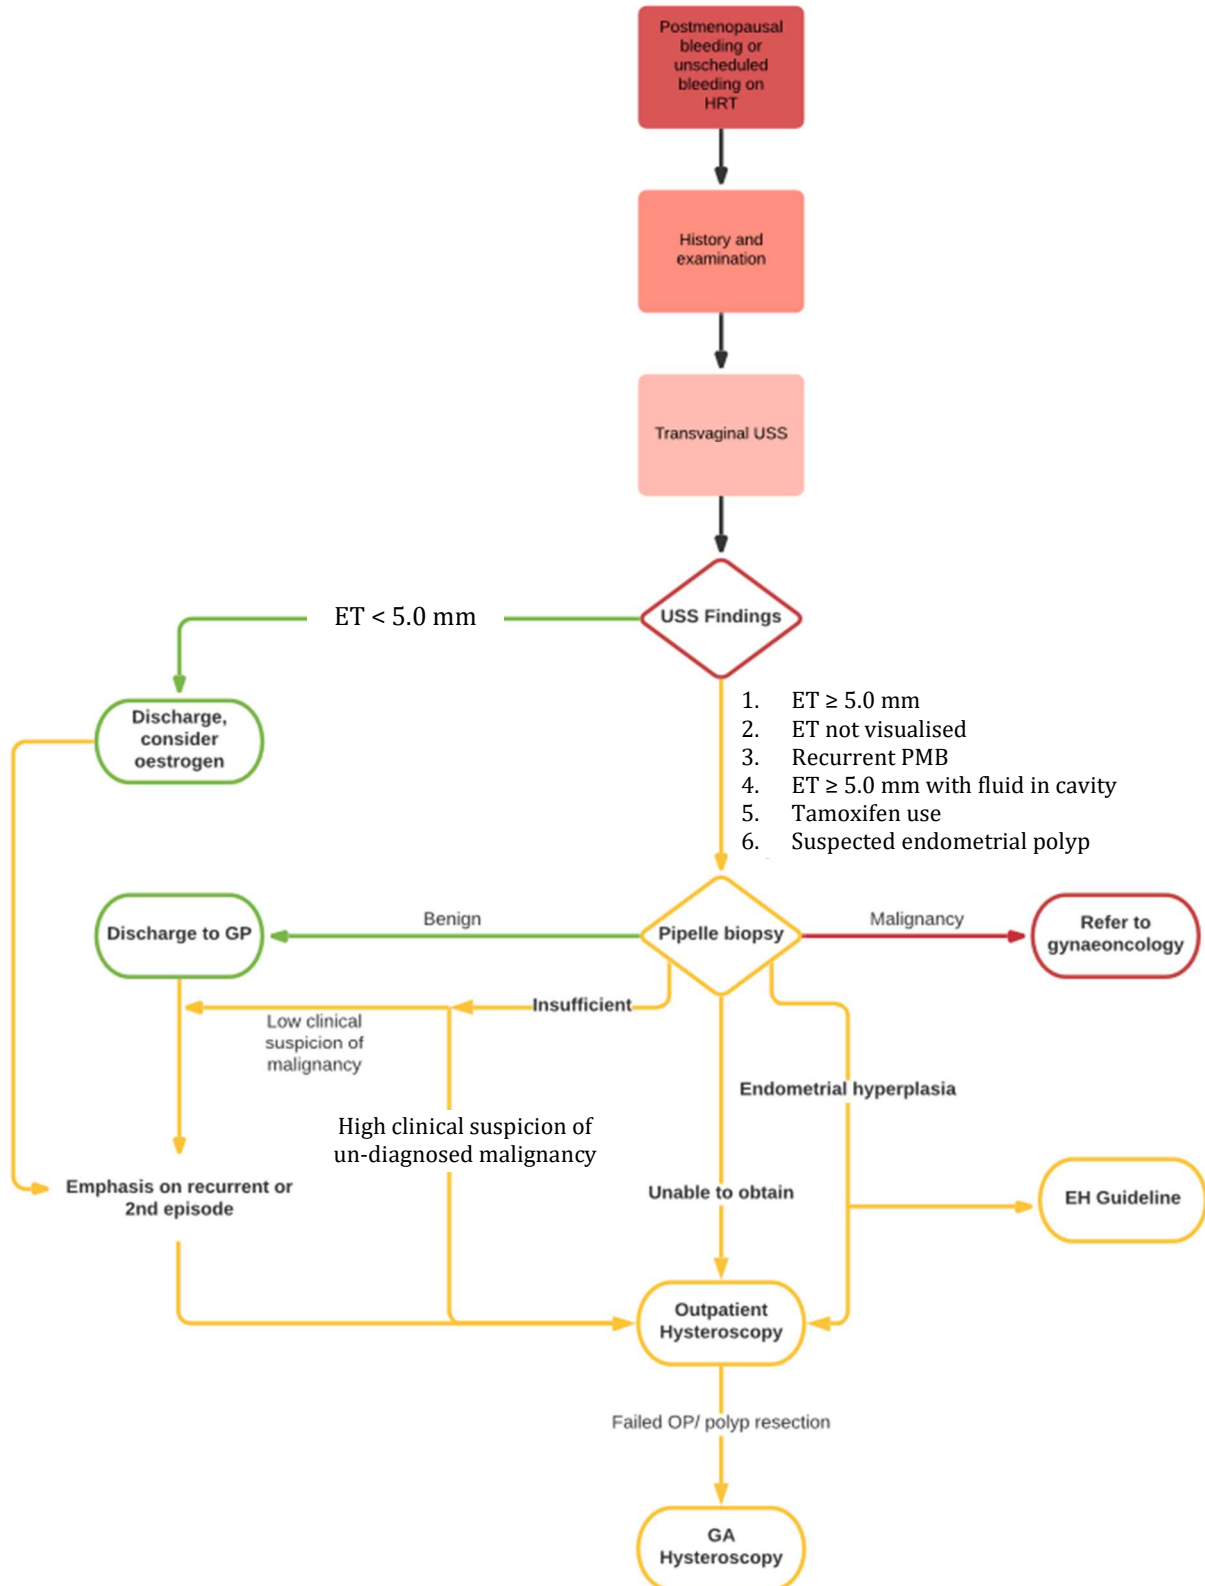 Postmenopausal
bleeding or
unscheduled
bleeding on
HRT
History and
examination
Transvaginal USS
USS Findings
ET < 5.0 mm
Discharge,
consider
oestrogen
1. ET ≥ 5.0 mm
2. ET not visualised
3. Recurrent PMB
4. ET ≥ 5.0 mm with fluid in cavity
5. Tamoxifen use
6. Suspected endometrial polyp
Pipelle biopsy
Benign
Discharge to GP
Malignancy
Refer to
gynaeoncology
Insufficient
Low clinical
suspicion of
malignancy
High clinical suspicion of
un-diagnosed malignancy
Endometrial hyperplasia
Unable to obtain
EH Guideline
Emphasis on recurrent or
2nd episode
Outpatient
Hysteroscopy
Failed OP/ polyp resection
GA
Hysteroscopy